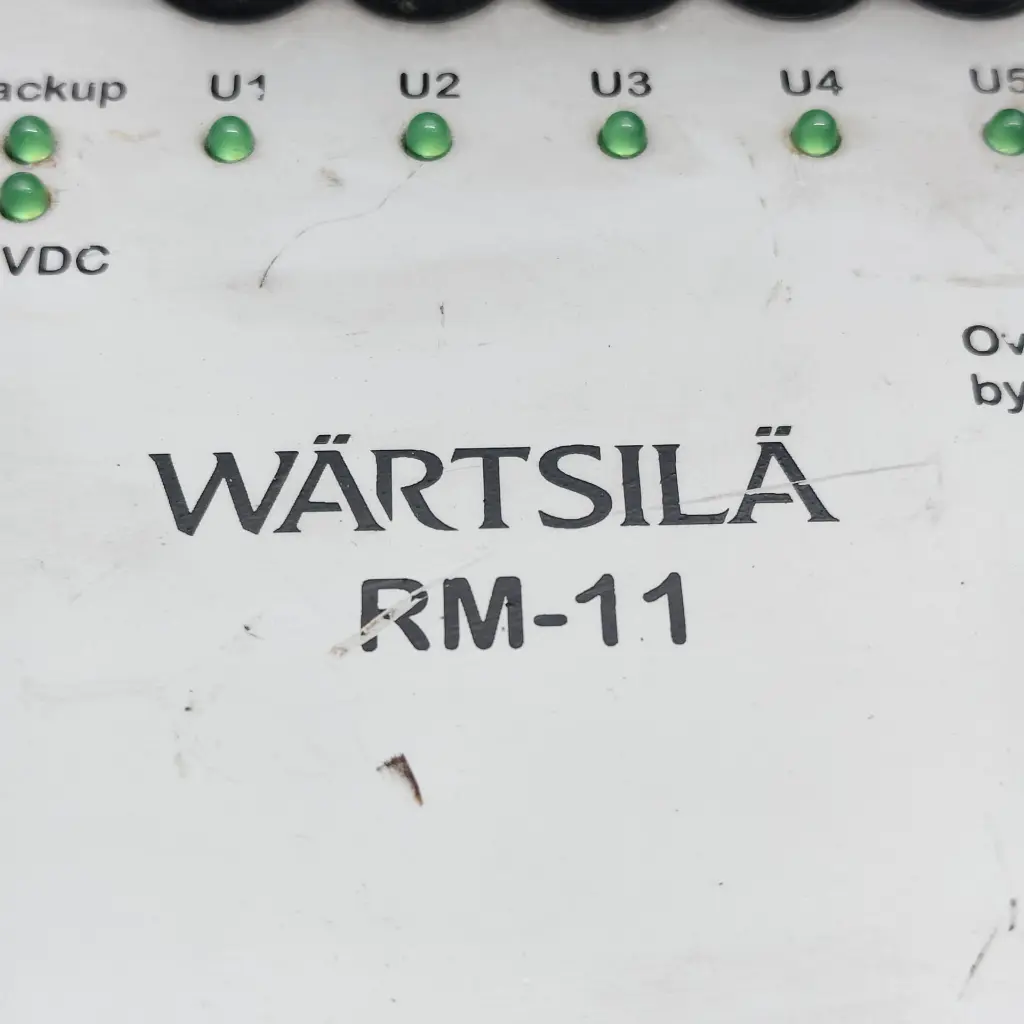 ackup U1 U2 U3 U4 U5
VDC
Ov
by
WÄRTSILÄ
RM-11